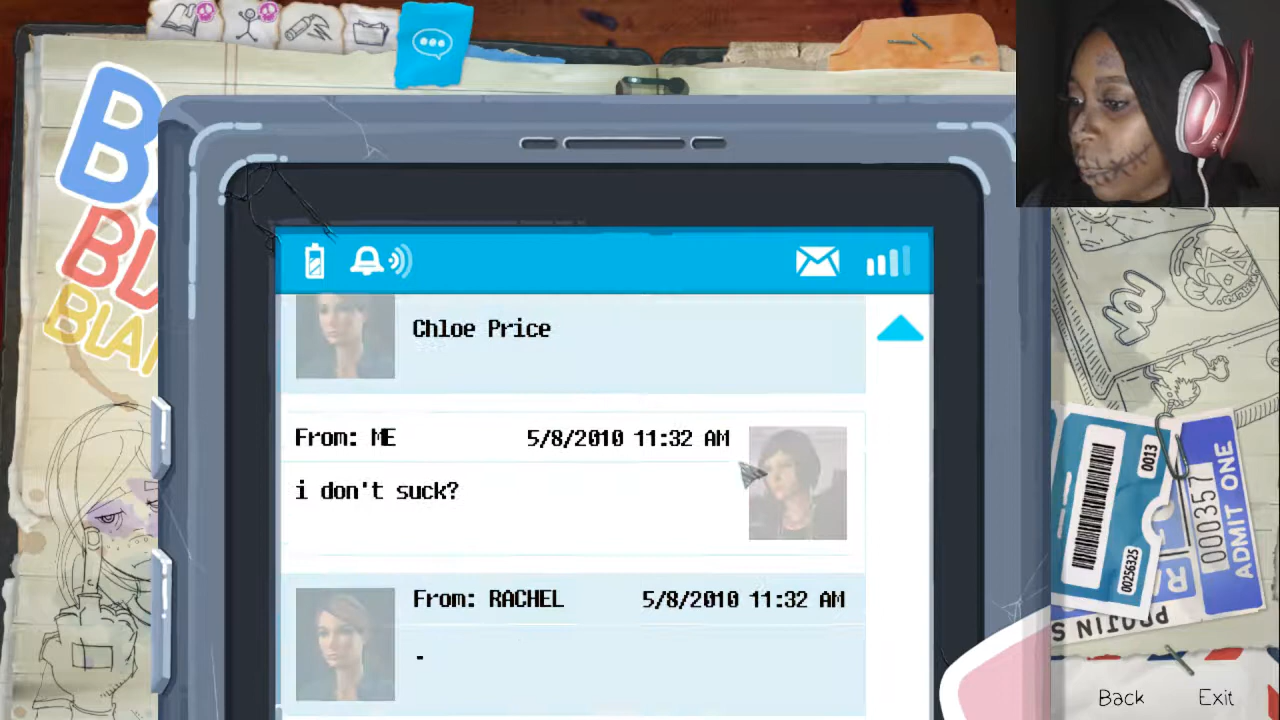 Chloe Price
From: ME 5/8/2010 11:32 AM
i don't suck?
From: RACHEL 5/8/2010 11:32 AM
-
0013
00256325
000357
ADMIT ONE
Back
Exit